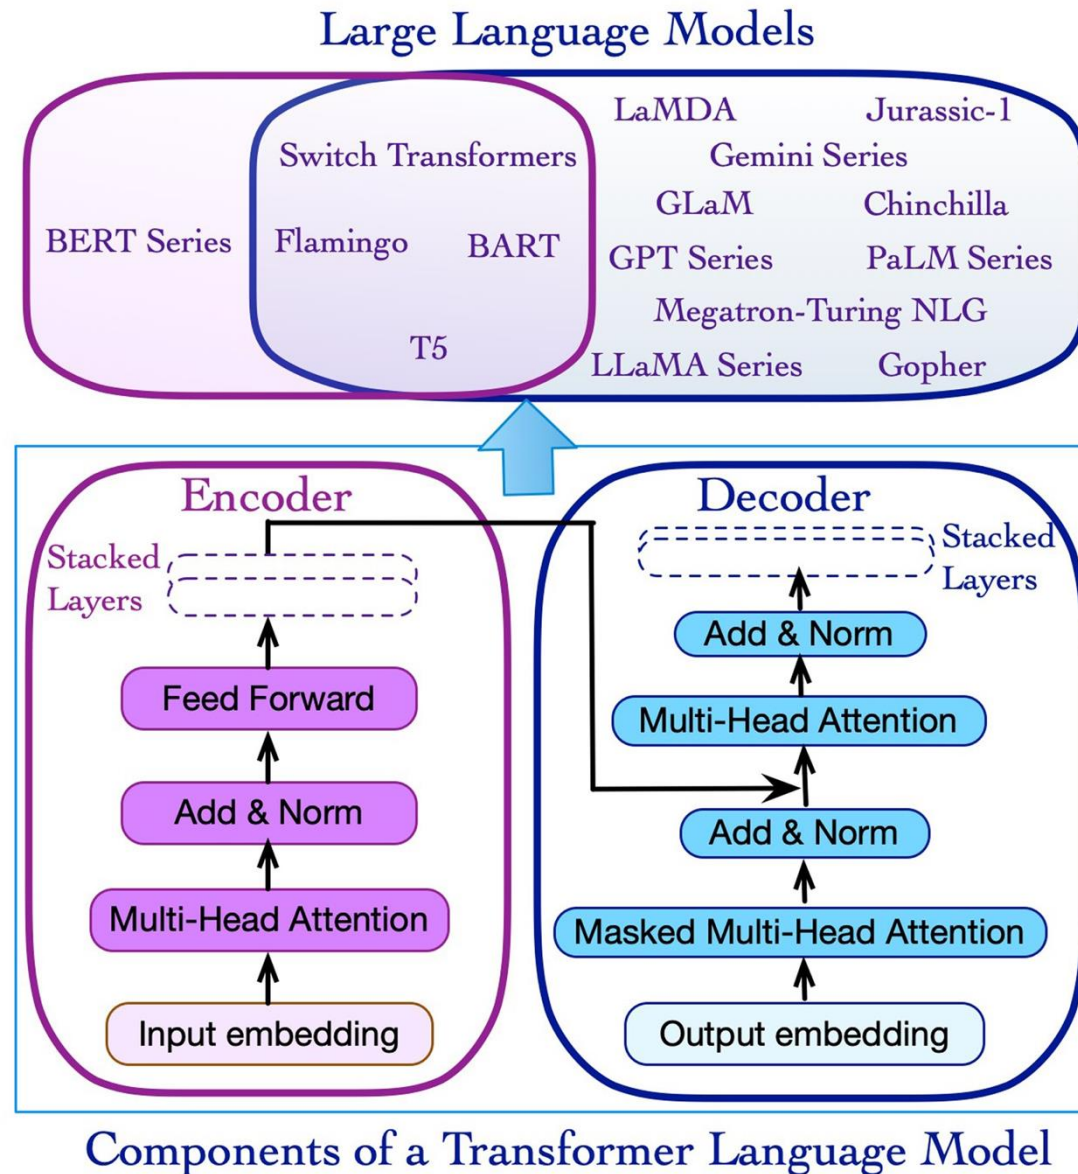 Large Language Models
LaMDA Jurassic-1
Switch Transformers Gemini Series
GLaM Chinchilla
BERT Series Flamingo BART
GPT Series PaLM Series
Megatron-Turing NLG
T5
LLaMA Series Gopher
Encoder
Stacked
Layers
Feed Forward
Add & Norm
Multi-Head Attention
Input embedding
Decoder
Stacked
Layers
Add & Norm
Multi-Head Attention
Add & Norm
Masked Multi-Head Attention
Output embedding
Components of a Transformer Language Model